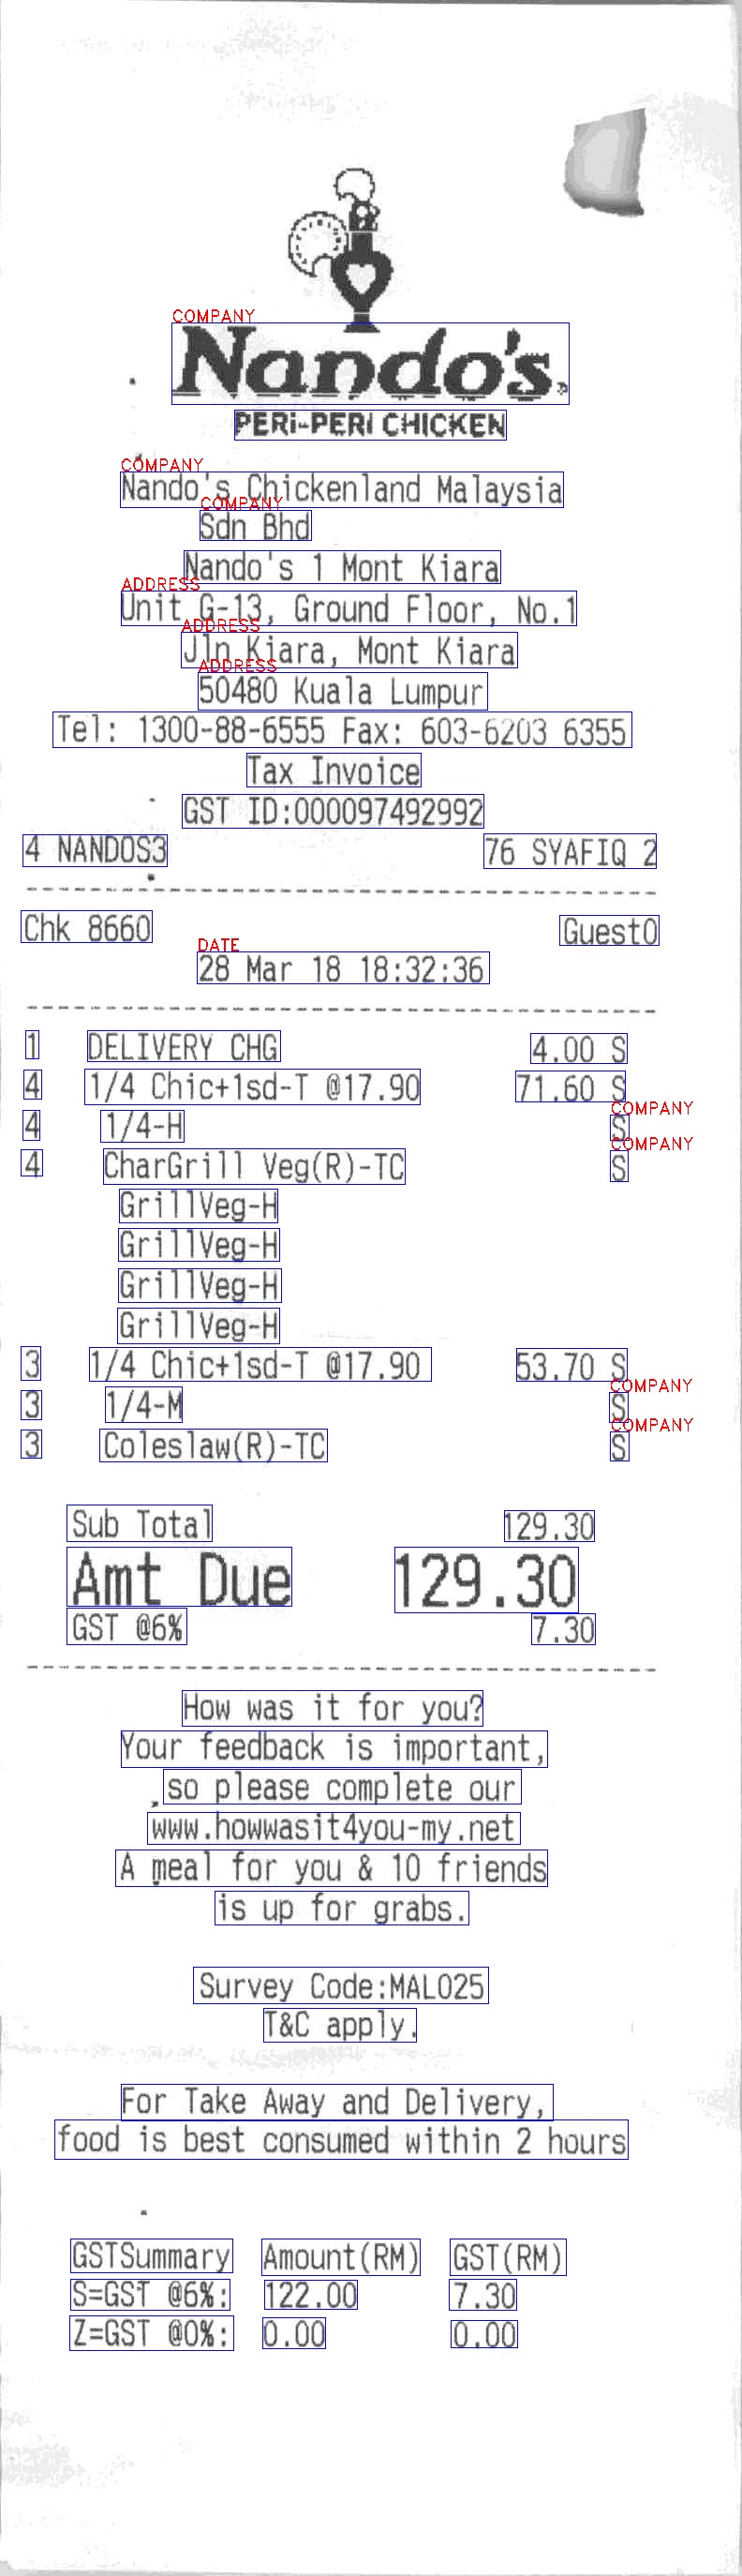 COMPANY
Nando's
PERi-PERi CHICKEN
COMPANY
Nando's Chickenland Malaysia
COMPANY
Sdn Bhd
Nando's 1 Mont Kiara
ADDRESS
Unit G-13, Ground Floor, No.1
ADDRESS
Jln Kiara, Mont Kiara
ADDRESS
50480 Kuala Lumpur
Tel: 1300-88-6555 Fax: 603-6203 6355
Tax Invoice
GST ID:000097492992
4 NANDOS3 76 SYAFIQ 2
Chk 8660 Guest0
DATE
28 Mar 18 18:32:36
1 DELIVERY CHG 4.00 S
4 1/4 Chic+1sd-T @17.90 71.60 S
COMPANY
4 1/4-H S
COMPANY
4 CharGrill Veg(R)-TC S
GrillVeg-H
GrillVeg-H
GrillVeg-H
GrillVeg-H
3 1/4 Chic+1sd-T @17.90 53.70 S
COMPANY
3 1/4-M S
COMPANY
3 Coleslaw(R)-TC S
Sub Total 129.30
Amt Due 129.30
GST @6% 7.30
How was it for you?
Your feedback is important,
so please complete our
www.howwasit4you-my.net
A meal for you & 10 friends
is up for grabs.
Survey Code:MAL025
T&C apply.
For Take Away and Delivery,
food is best consumed within 2 hours
GSTSummary Amount(RM) GST(RM)
S=GST @6%: 122.00 7.30
Z=GST @0%: 0.00 0.00